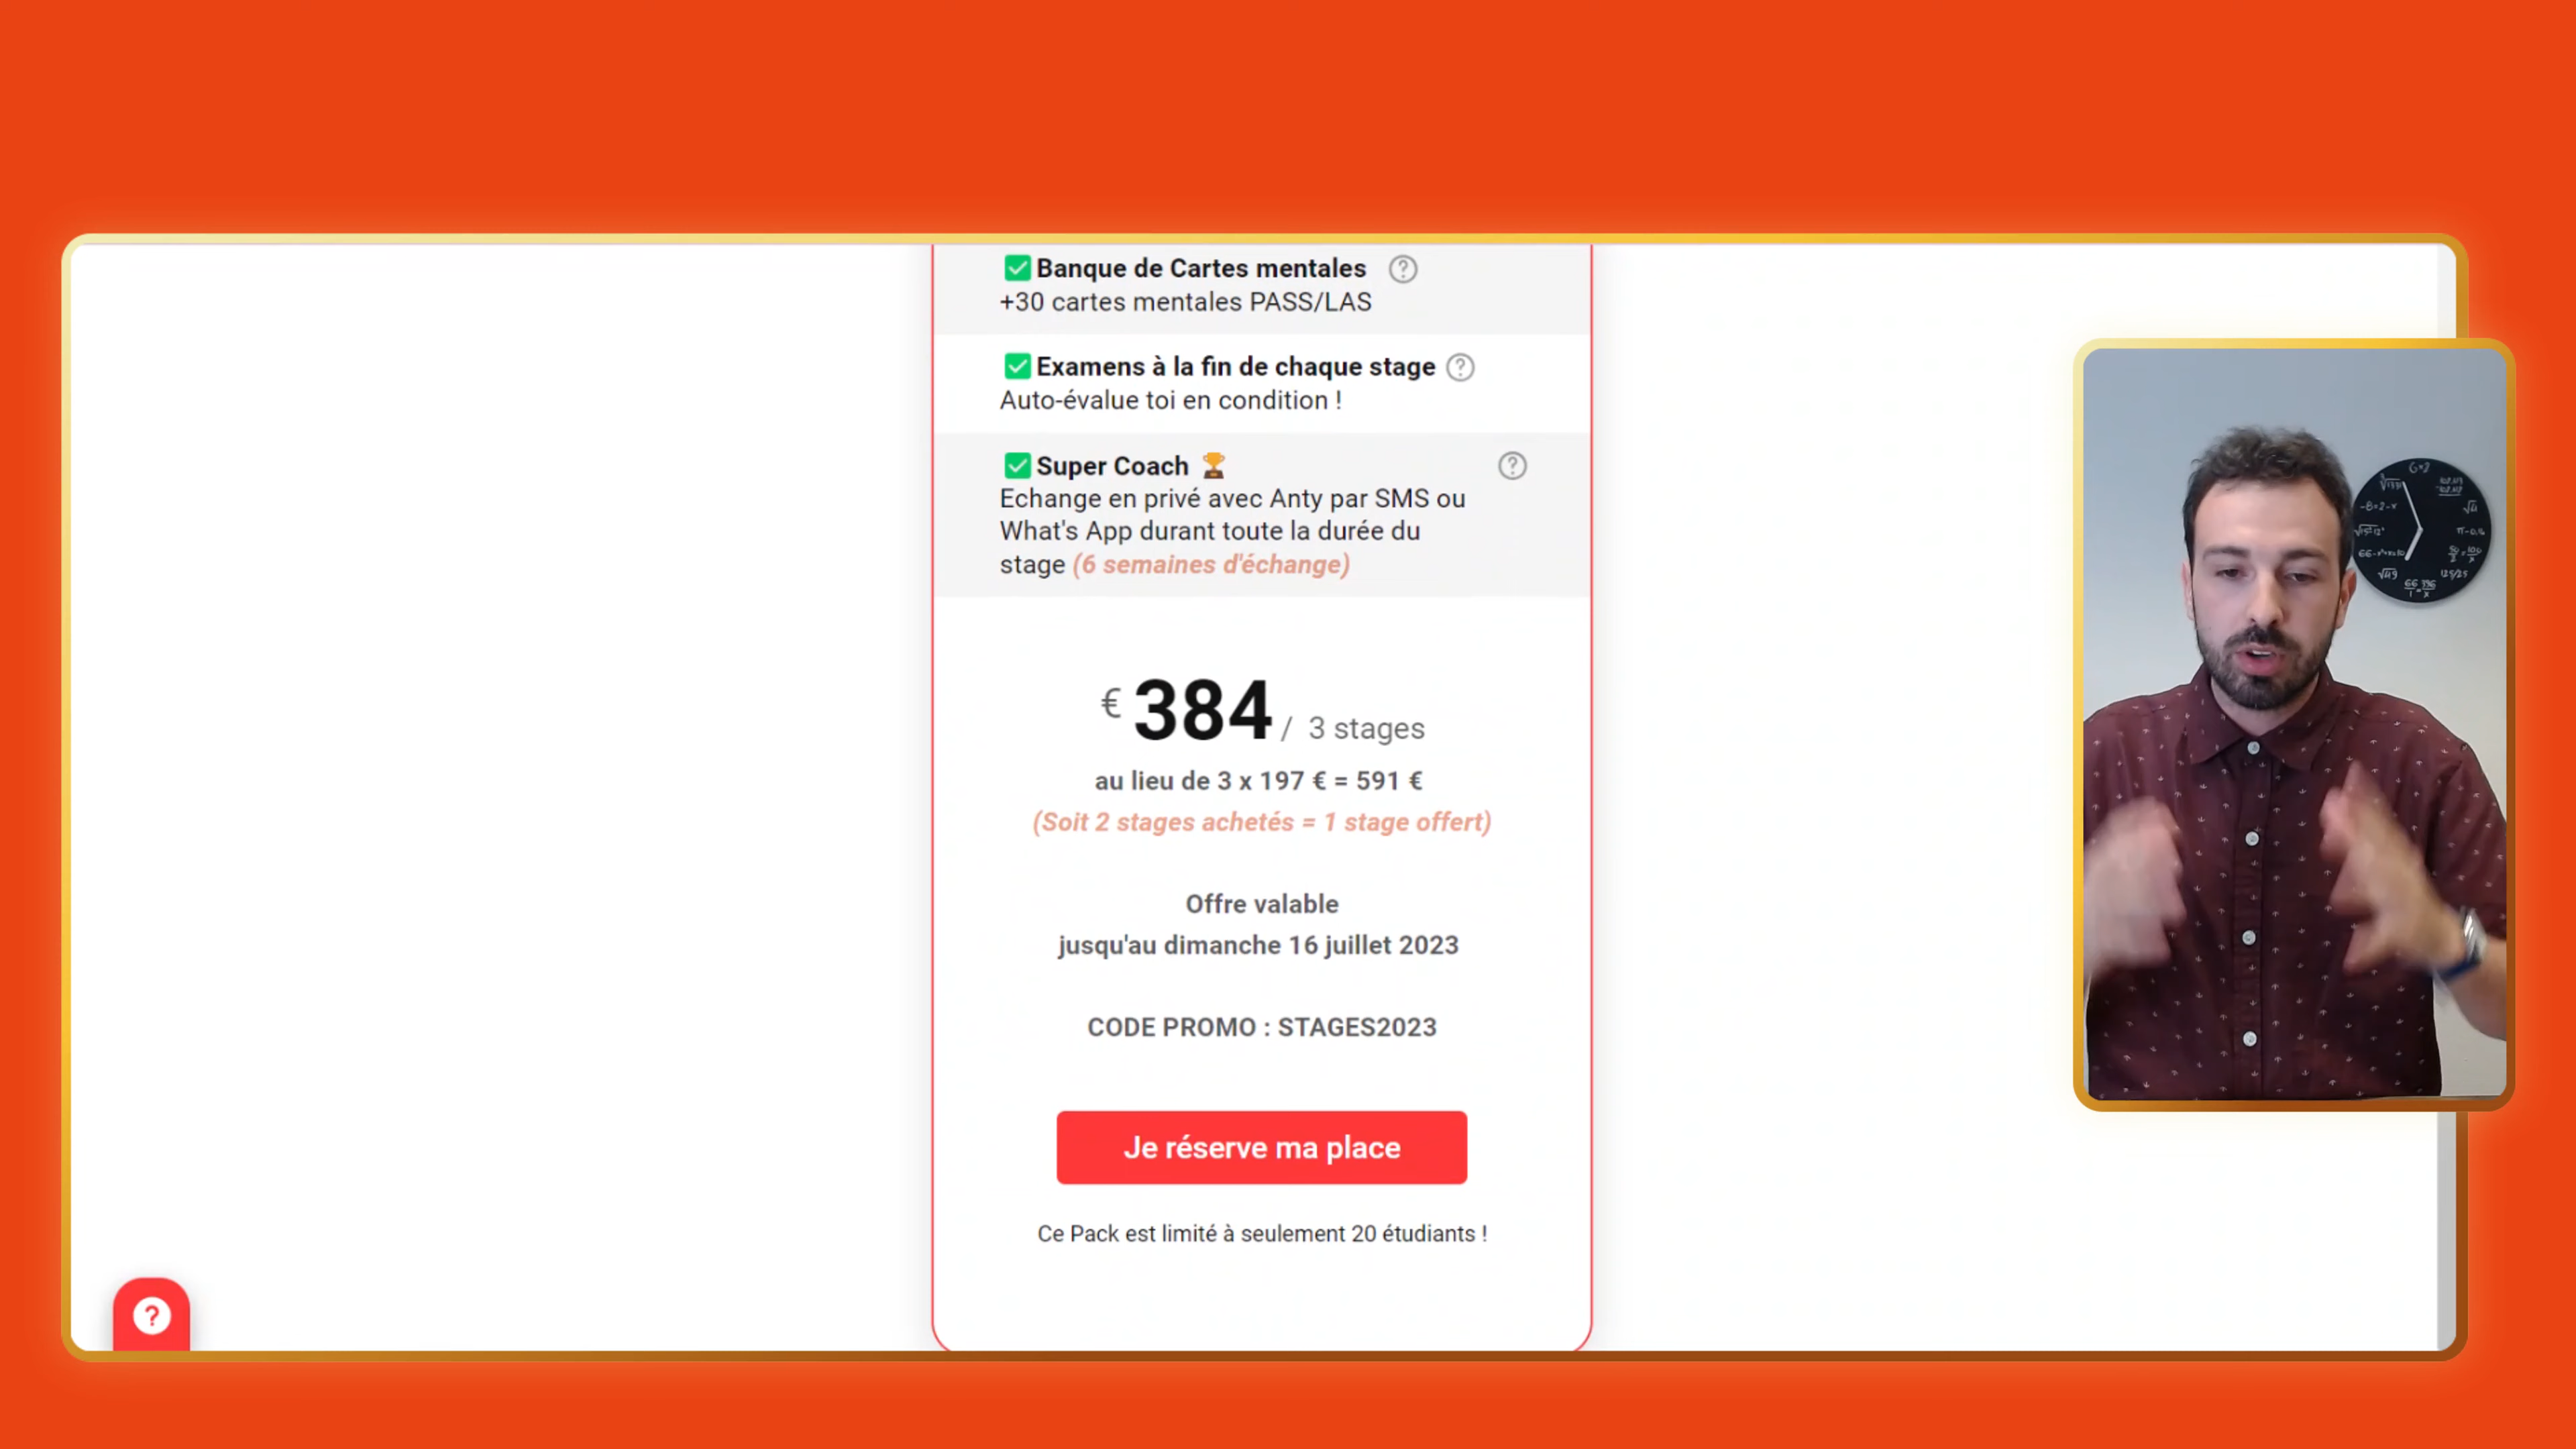 ✅ Banque de Cartes mentales ?
+30 cartes mentales PASS/LAS
✅ Examens à la fin de chaque stage ?
Auto-évalue toi en condition !
✅ Super Coach 🏆 ?
Echange en privé avec Anty par SMS ou
What's App durant toute la durée du
stage (6 semaines d'échange)
€ 384 / 3 stages
au lieu de 3 x 197 € = 591 €
(Soit 2 stages achetés = 1 stage offert)
Offre valable
jusqu'au dimanche 16 juillet 2023
CODE PROMO : STAGES2023
Je réserve ma place
Ce Pack est limité à seulement 20 étudiants !
?